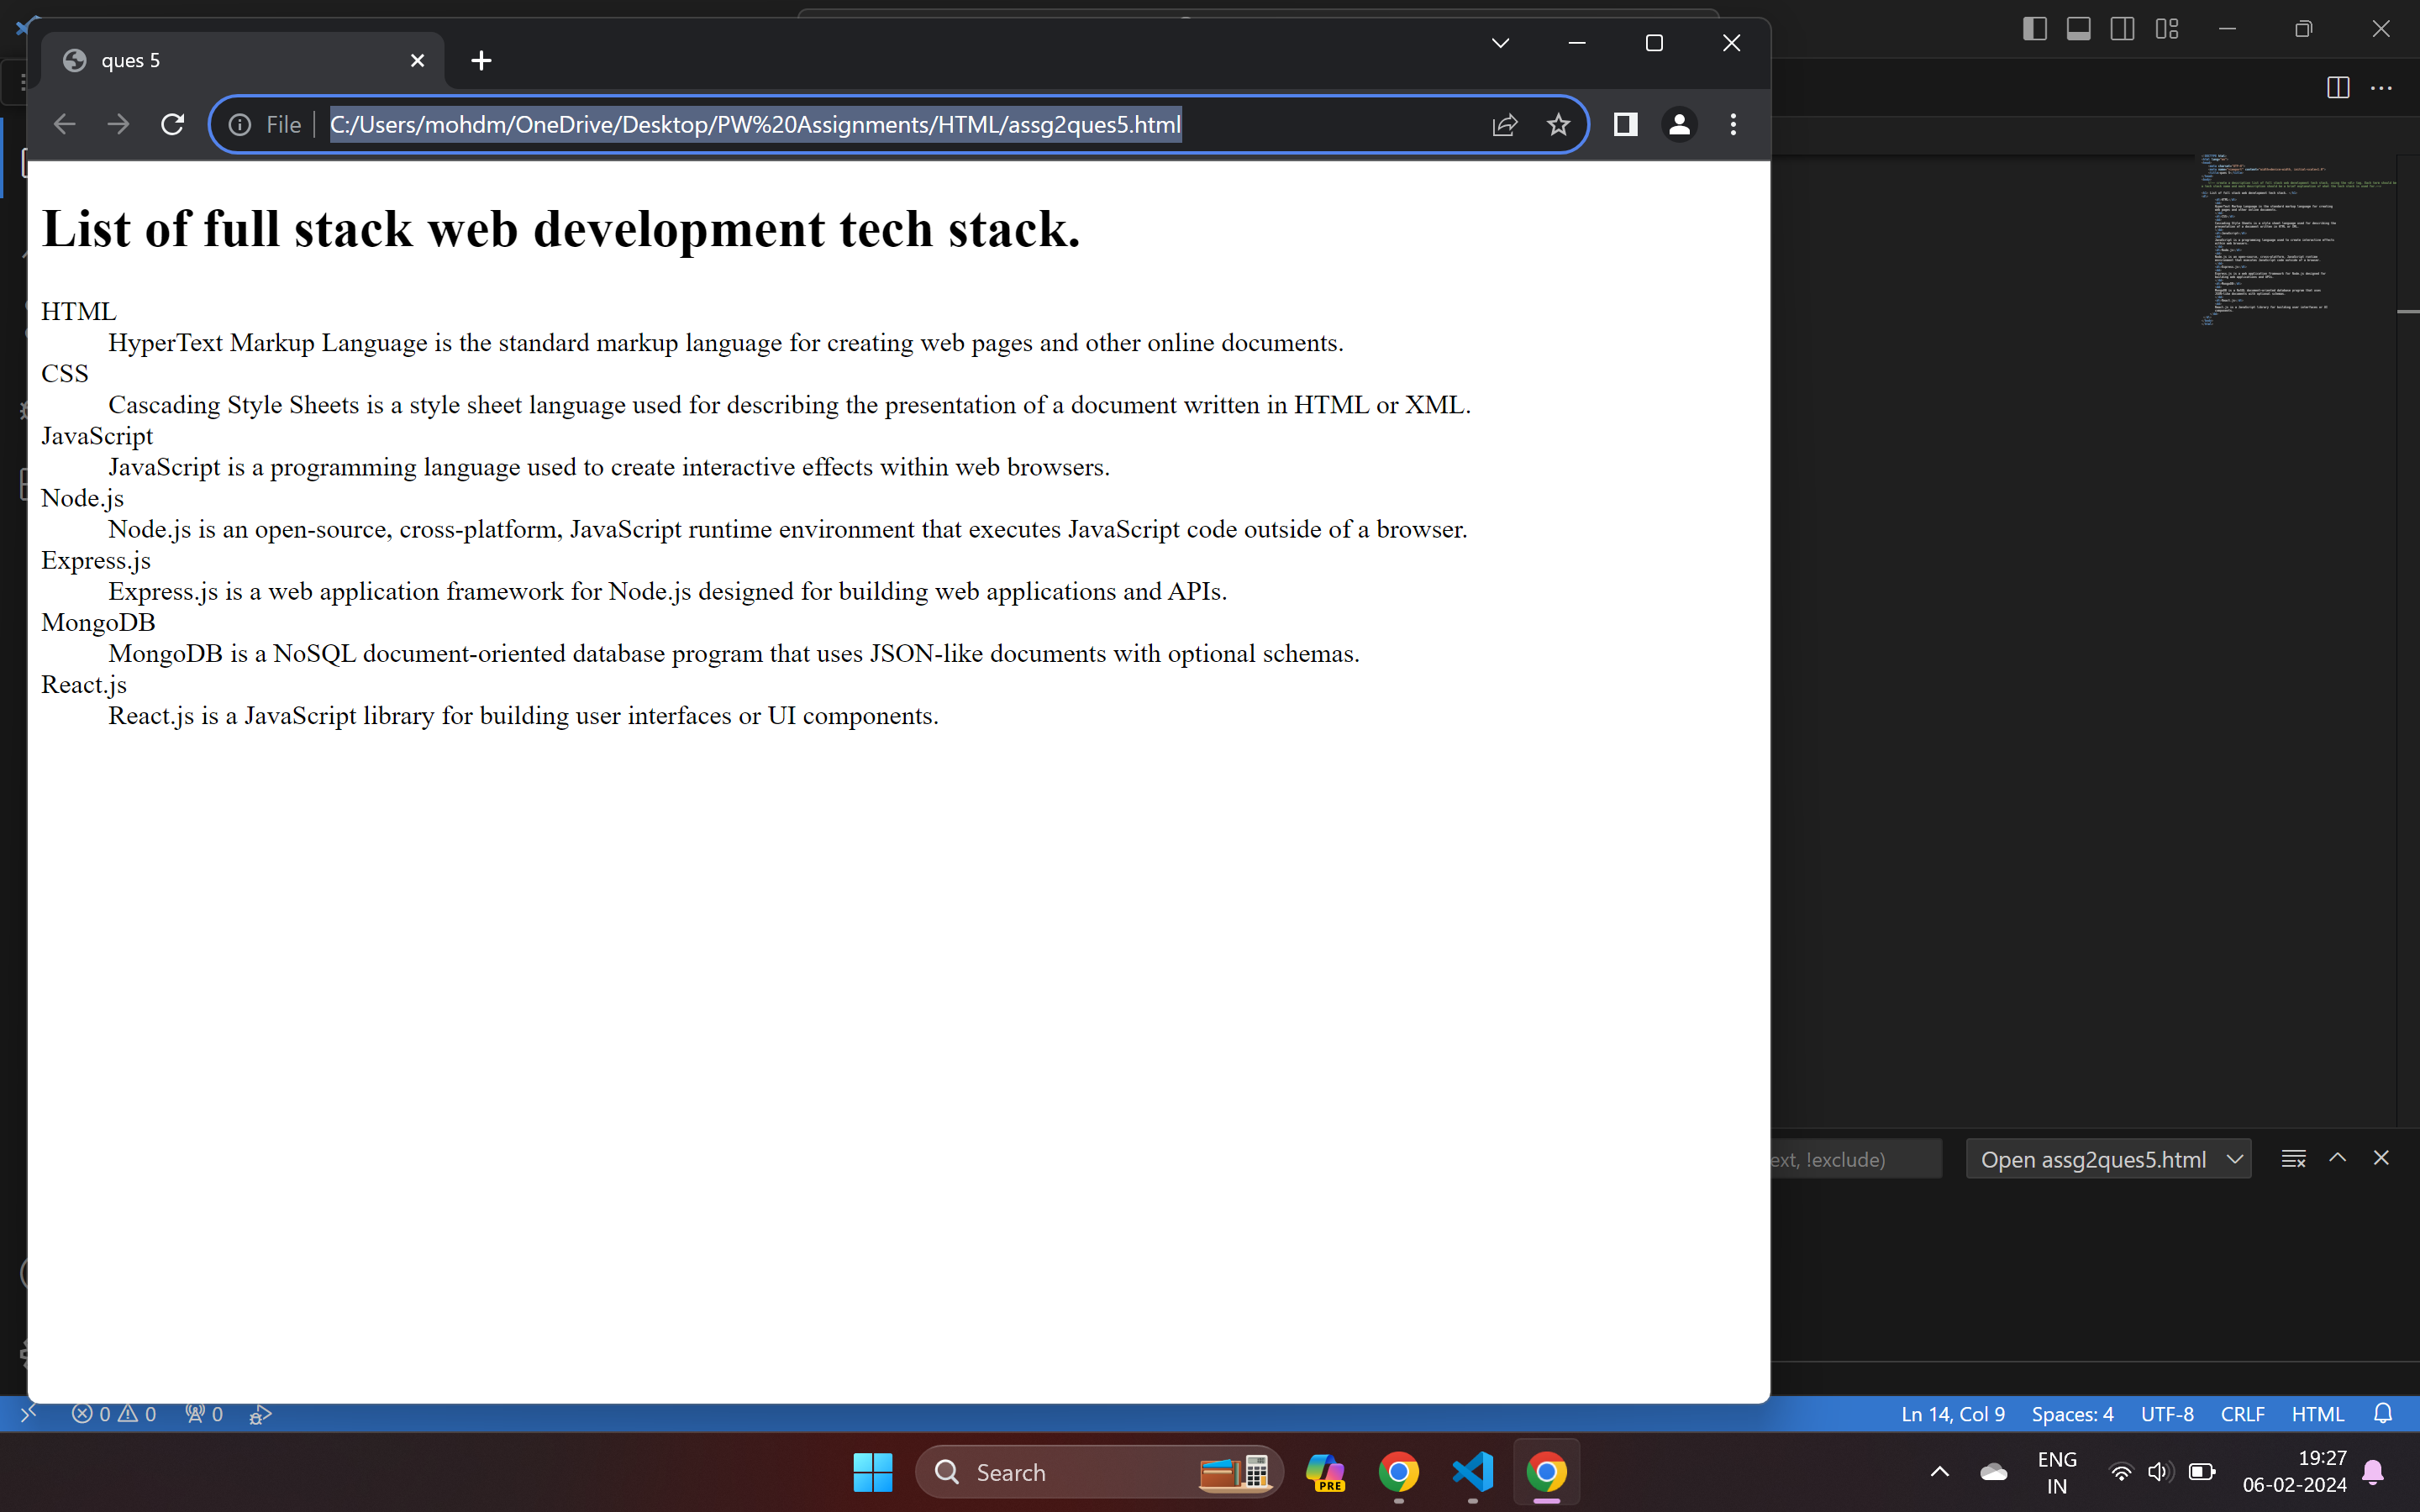 ques 5
File
C:/Users/mohdm/OneDrive/Desktop/PW%20Assignments/HTML/assg2ques5.html
List of full stack web development tech stack.
HTML
HyperText Markup Language is the standard markup language for creating web pages and other online documents.
CSS
Cascading Style Sheets is a style sheet language used for describing the presentation of a document written in HTML or XML.
JavaScript
JavaScript is a programming language used to create interactive effects within web browsers.
Node.js
Node.js is an open-source, cross-platform, JavaScript runtime environment that executes JavaScript code outside of a browser.
Express.js
Express.js is a web application framework for Node.js designed for building web applications and APIs.
MongoDB
MongoDB is a NoSQL document-oriented database program that uses JSON-like documents with optional schemas.
React.js
React.js is a JavaScript library for building user interfaces or UI components.
ext, !exclude)
Open assg2ques5.html
0 0 0
Ln 14, Col 9 Spaces: 4 UTF-8 CRLF HTML
Search
PRE
ENG
IN
19:27
06-02-2024